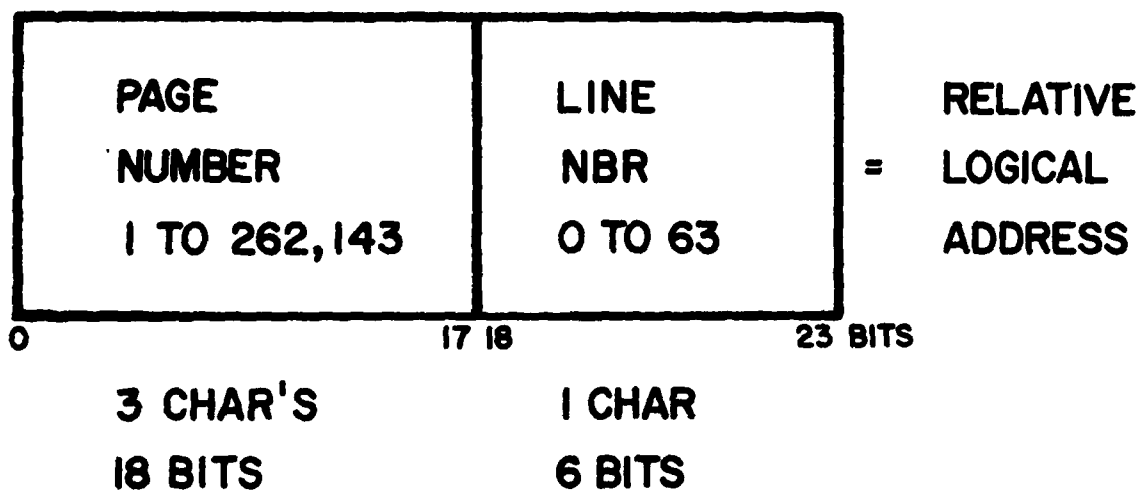 PAGE
NUMBER
1 TO 262,143
LINE
NBR
0 TO 63
=
RELATIVE
LOGICAL
ADDRESS
0
17 18
23 BITS
3 CHAR'S
18 BITS
1 CHAR
6 BITS